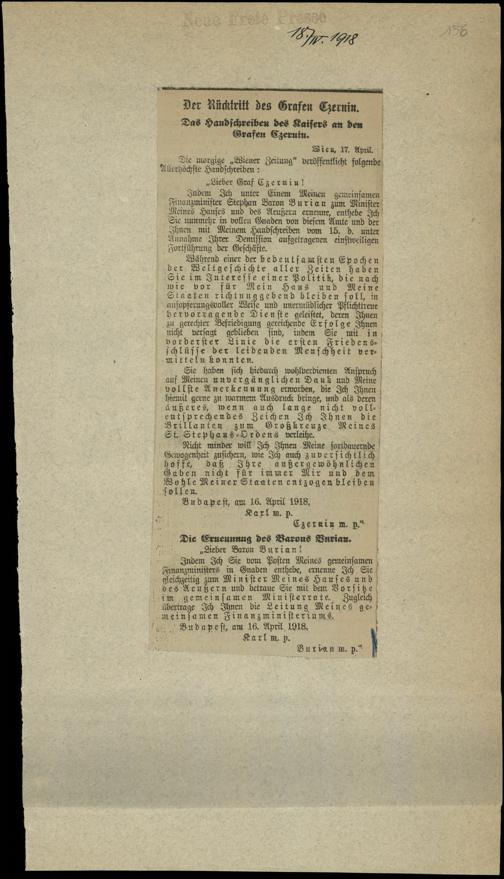 Neue Freie Presse
18./IV. 1918
156
Der Rücktritt des Grafen Czernin.
Das Handschreiben des Kaisers an den
Grafen Czernin.
Wien, 17. April.
Die morgige „Wiener Zeitung" veröffentlicht folgende
Allerhöchste Handschreiben:
„Lieber Graf Czernin!
Indem Ich unter Einem Meinen gemeinsamen
Finanzminister Stephan Baron Burian zum Minister
Meines Hauses und des Aeußern ernenne, enthebe Ich
Sie nunmehr in vollen Gnaden von diesem Amte und der
Ihnen mit Meinem Handschreiben vom 15. d. unter
Annahme Ihrer Demission aufgetragenen einstweiligen
Fortführung der Geschäfte.
Während einer der bedeutsamsten Epochen
der Weltgeschichte aller Zeiten haben
Sie im Interesse einer Politik, die nach
wie vor für Mein Haus und Meine
Staaten richtunggebend bleiben soll, in
aufopferungsvoller Weise und unermüdlicher Pflichttreue
hervorragende Dienste geleistet, deren Ihnen
zu gerechter Befriedigung gereichende Erfolge Ihnen
nicht versagt geblieben sind, indem Sie mit in
vorderster Linie die ersten Friedens-
schlüsse der leidenden Menschheit ver-
mitteln konnten.
Sie haben sich hiedurch wohlverdienten Anspruch
auf Meinen unvergänglichen Dank und Meine
vollste Anerkennung erworben, die Ich Ihnen
hiemit gerne zu warmem Ausdruck bringe, und als deren
äußeres, wenn auch lange nicht voll-
entsprechendes Zeichen Ich Ihnen die
Brillanten zum Großkreuze Meines
St. Stephans-Ordens verleihe.
Nicht minder will Ich Ihnen Meine fortdauernde
Gewogenheit zusichern, wie Ich auch zuversichtlich
hoffe, daß Ihre außergewöhnlichen
Gaben nicht für immer Mir und dem
Wohle Meiner Staaten entzogen bleiben
sollen.
Budapest, am 16. April 1918.
Karl m. p.
Czernin m. p."
Die Ernennung des Barons Burian.
„Lieber Baron Burian!
Indem Ich Sie vom Posten Meines gemeinsamen
Finanzministers in Gnaden enthebe, ernenne Ich Sie
gleichzeitig zum Minister Meines Hauses und
des Aeußern und betraue Sie mit dem Vorsitze
im gemeinsamen Ministerrate. Zugleich
übertrage Ich Ihnen die Leitung Meines ge-
meinsamen Finanzministeriums.
Budapest, am 16. April 1918.
Karl m. p.
Burian m. p."